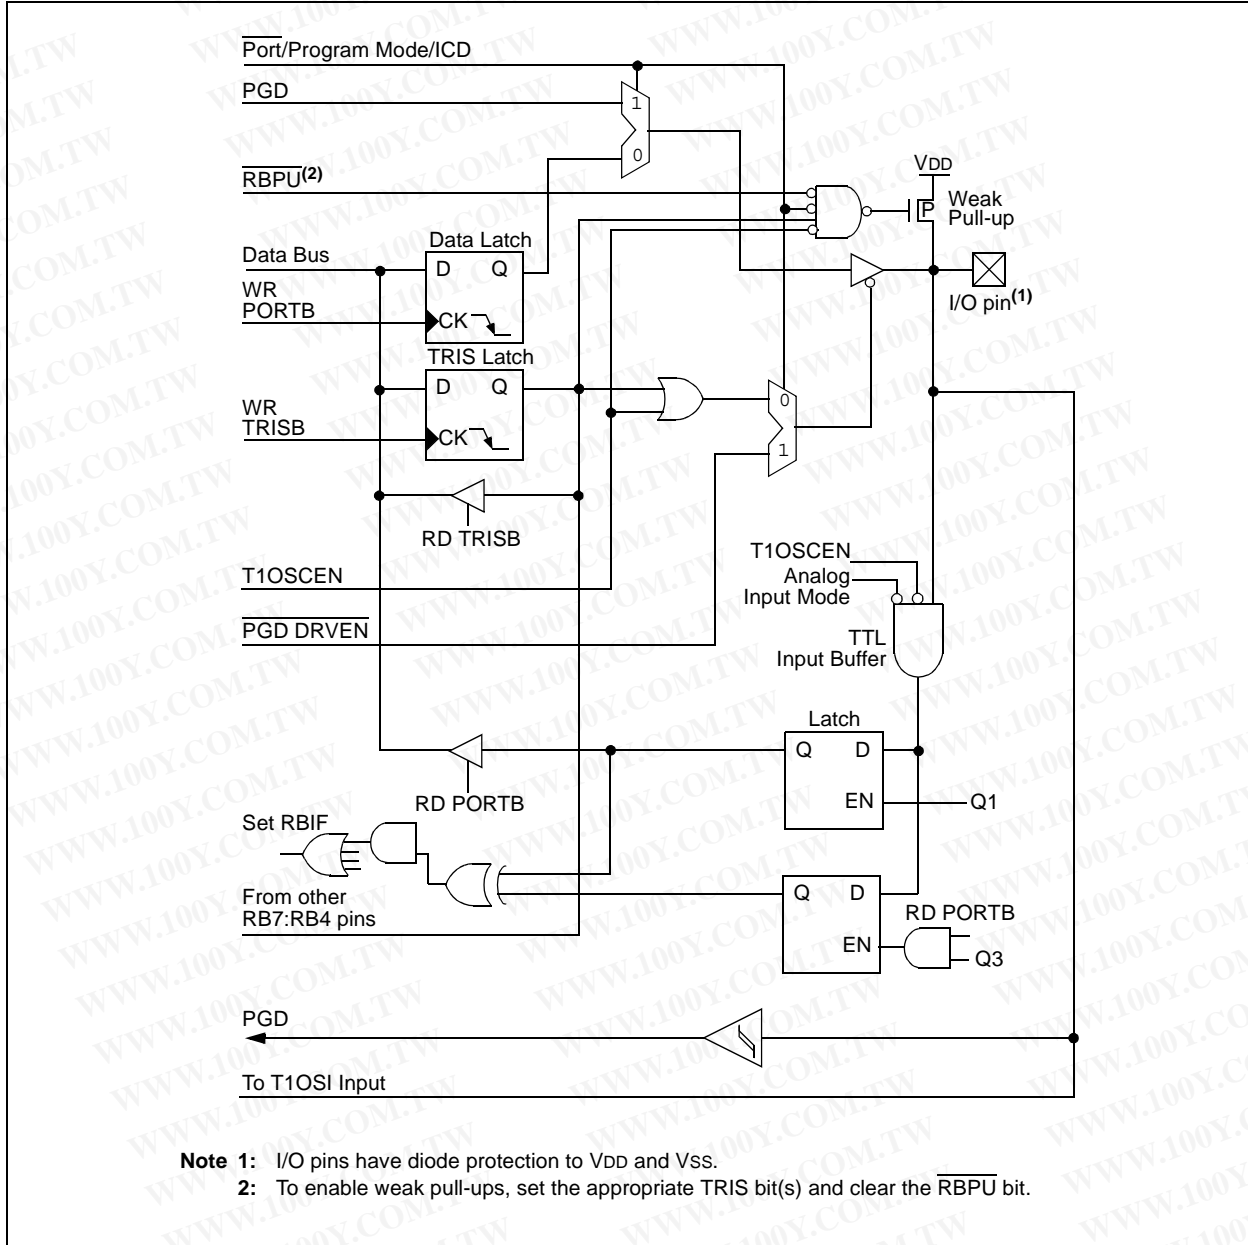 Port/Program Mode/ICD
PGD
1
0
RBPU(2)
VDD
P
Weak
Pull-up
Data Latch
Data Bus
D Q
WR
PORTB
CK
I/O pin(1)
TRIS Latch
D Q
WR
TRISB
CK
0
1
RD TRISB
T1OSCEN
T1OSCEN
Analog
Input Mode
PGD DRVEN
TTL
Input Buffer
Latch
Q D
EN
Q1
RD PORTB
Set RBIF
From other
RB7:RB4 pins
Q D
EN
RD PORTB
Q3
PGD
To T1OSI Input
Note 1: I/O pins have diode protection to VDD and VSS.
2: To enable weak pull-ups, set the appropriate TRIS bit(s) and clear the RBPU bit.
WWW.100Y.COM.TW